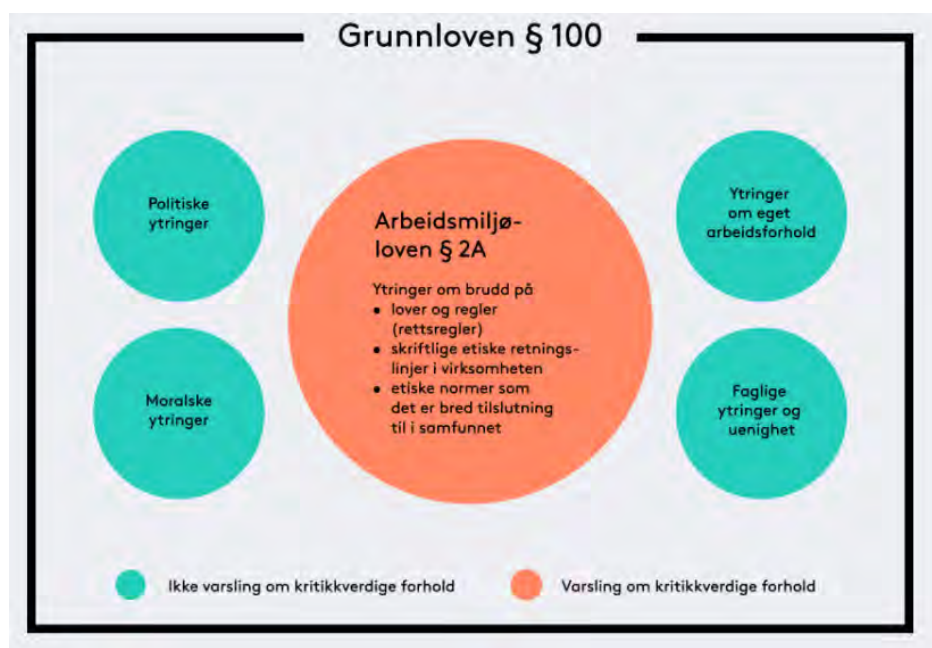 Grunnloven § 100
Politiske
ytringer
Moralske
ytringer
Arbeidsmiljø-
loven § 2A
Ytringer om brudd på
• lover og regler
(rettsregler)
• skriftlige etiske retnings-
linjer i virksomheten
• etiske normer som
det er bred tilslutning
til i samfunnet
Ytringer
om eget
arbeidsforhold
Faglige
ytringer og
uenighet
Ikke varsling om kritikkverdige forhold
Varsling om kritikkverdige forhold